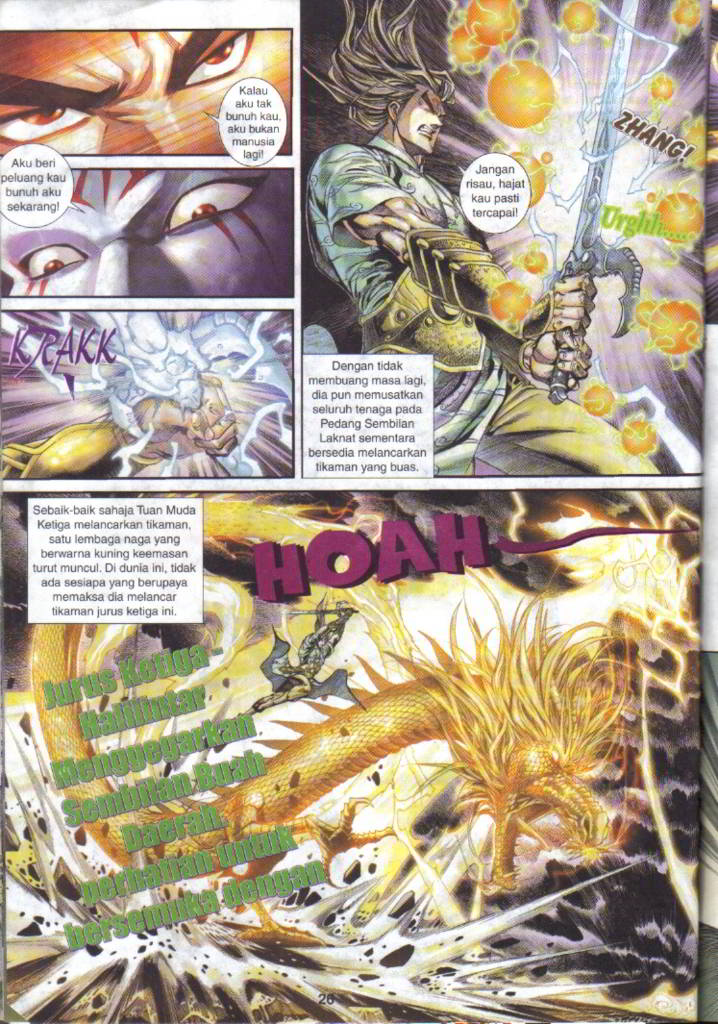 Kalau
aku tak
bunuh kau,
aku bukan
manusia
lagi!
Aku beri
peluang kau
bunuh aku
sekarang!
KRAKK
Jangan
risau, hajat
kau pasti
tercapai!
ZHANG!
Urghh....
Dengan tidak
membuang masa lagi,
dia pun memusatkan
seluruh tenaga pada
Pedang Sembilan
Laknat sementara
bersedia melancarkan
tikaman yang buas.
Sebaik-baik sahaja Tuan Muda
Ketiga melancarkan tikaman,
satu lembaga naga yang
berwarna kuning keemasan
turut muncul. Di dunia ini, tidak
ada sesiapa yang berupaya
memaksa dia melancar
tikaman jurus ketiga ini.
HOAH
Jurus Ketiga -
Halilintar
Menggegarkan
Sembilan Buah
Daerah.
perhatian untuk
bersemuka dengan
26